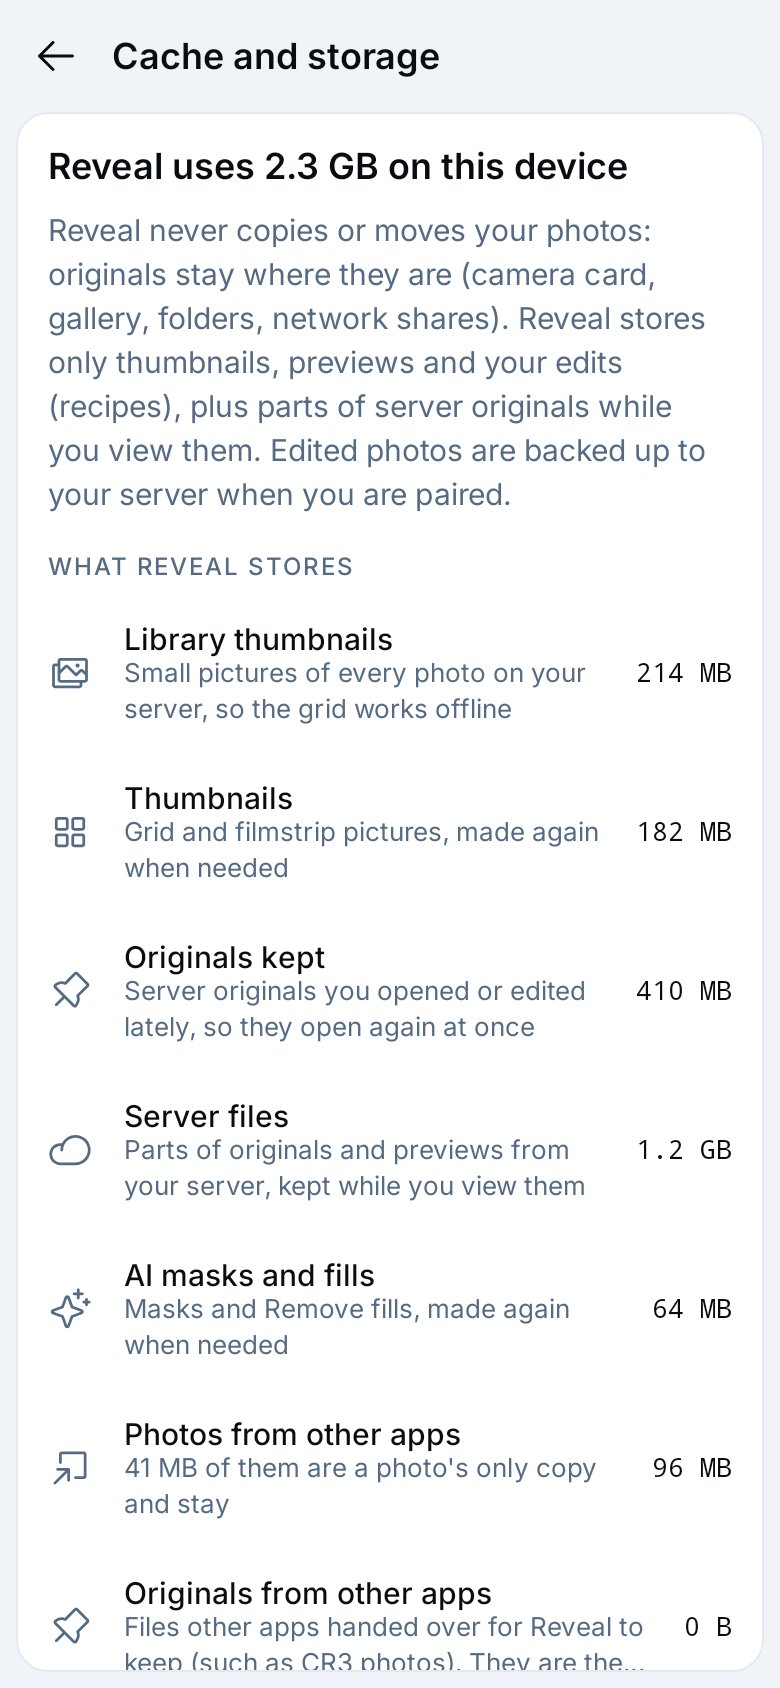 Cache and storage
Reveal uses 2.3 GB on this device
Reveal never copies or moves your photos:
originals stay where they are (camera card,
gallery, folders, network shares). Reveal stores
only thumbnails, previews and your edits
(recipes), plus parts of server originals while
you view them. Edited photos are backed up to
your server when you are paired.
WHAT REVEAL STORES
Library thumbnails
Small pictures of every photo on your
server, so the grid works offline
214 MB
Thumbnails
Grid and filmstrip pictures, made again
when needed
182 MB
Originals kept
Server originals you opened or edited
lately, so they open again at once
410 MB
Server files
Parts of originals and previews from
your server, kept while you view them
1.2 GB
AI masks and fills
Masks and Remove fills, made again
when needed
64 MB
Photos from other apps
41 MB of them are a photo's only copy
and stay
96 MB
Originals from other apps
Files other apps handed over for Reveal to
keep (such as CR3 photos). They are the...
0 B